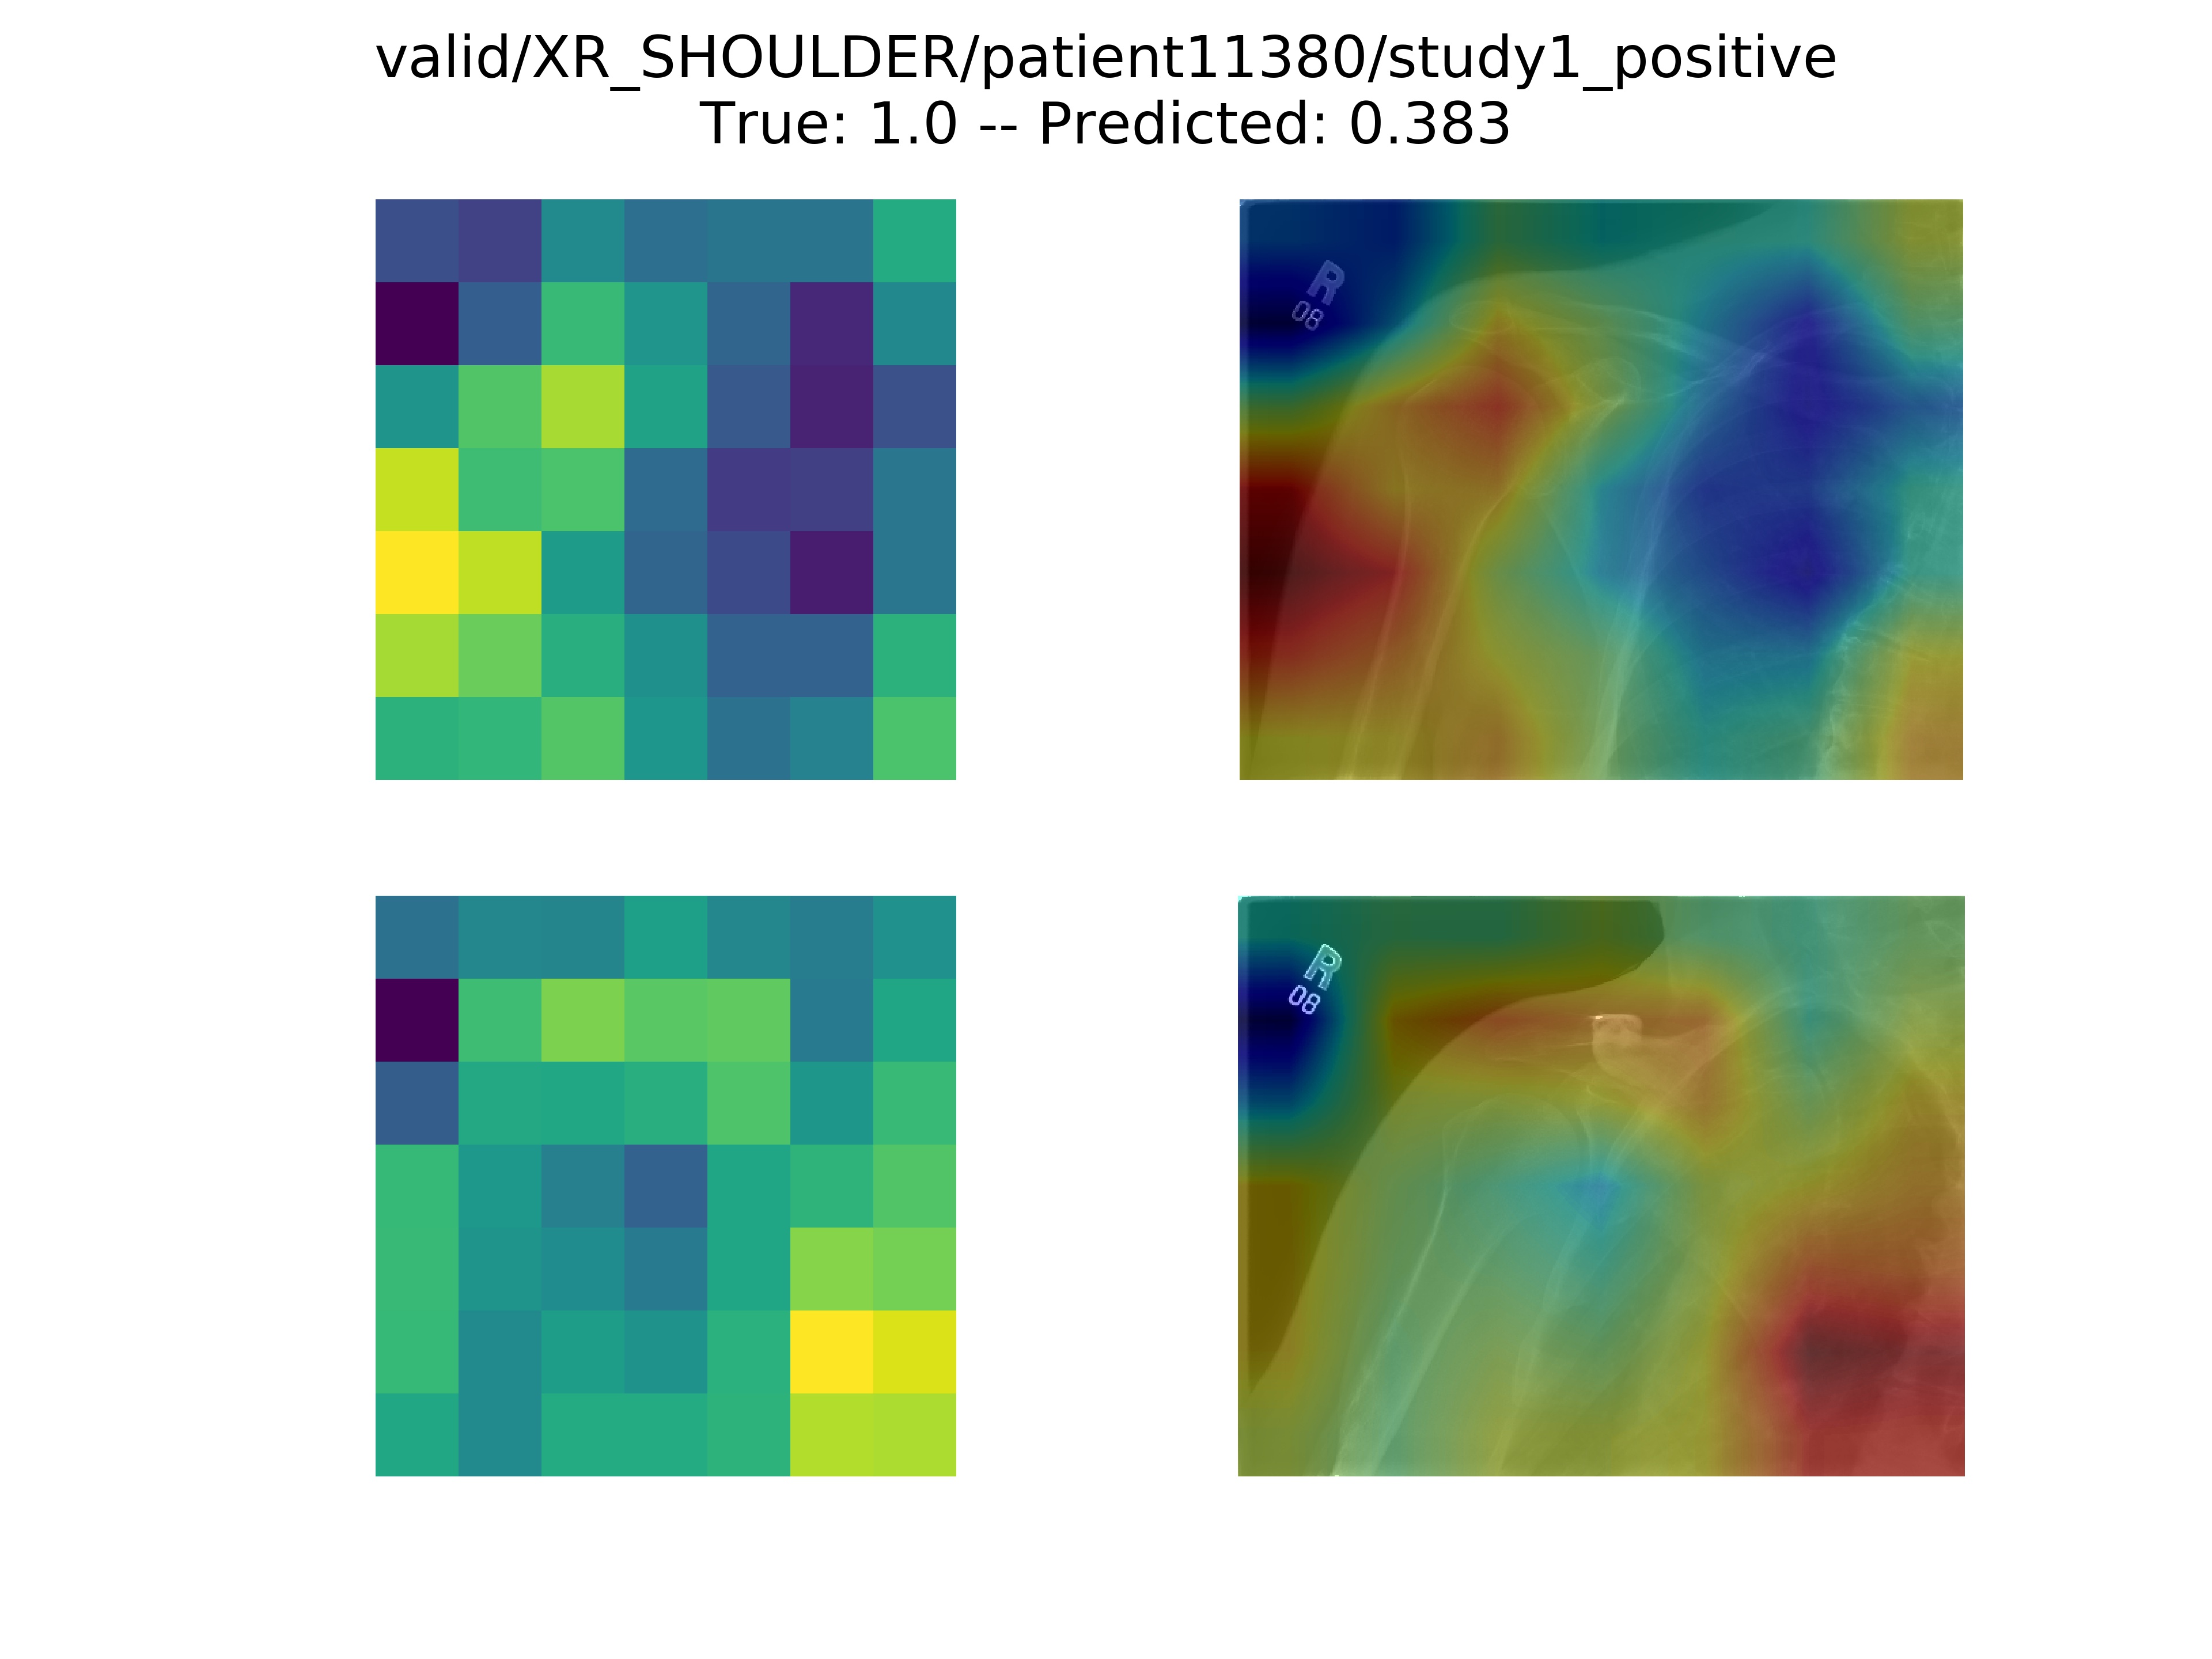 valid/XR_SHOULDER/patient11380/study1_positive
True: 1.0 -- Predicted: 0.383
R
08
R
08